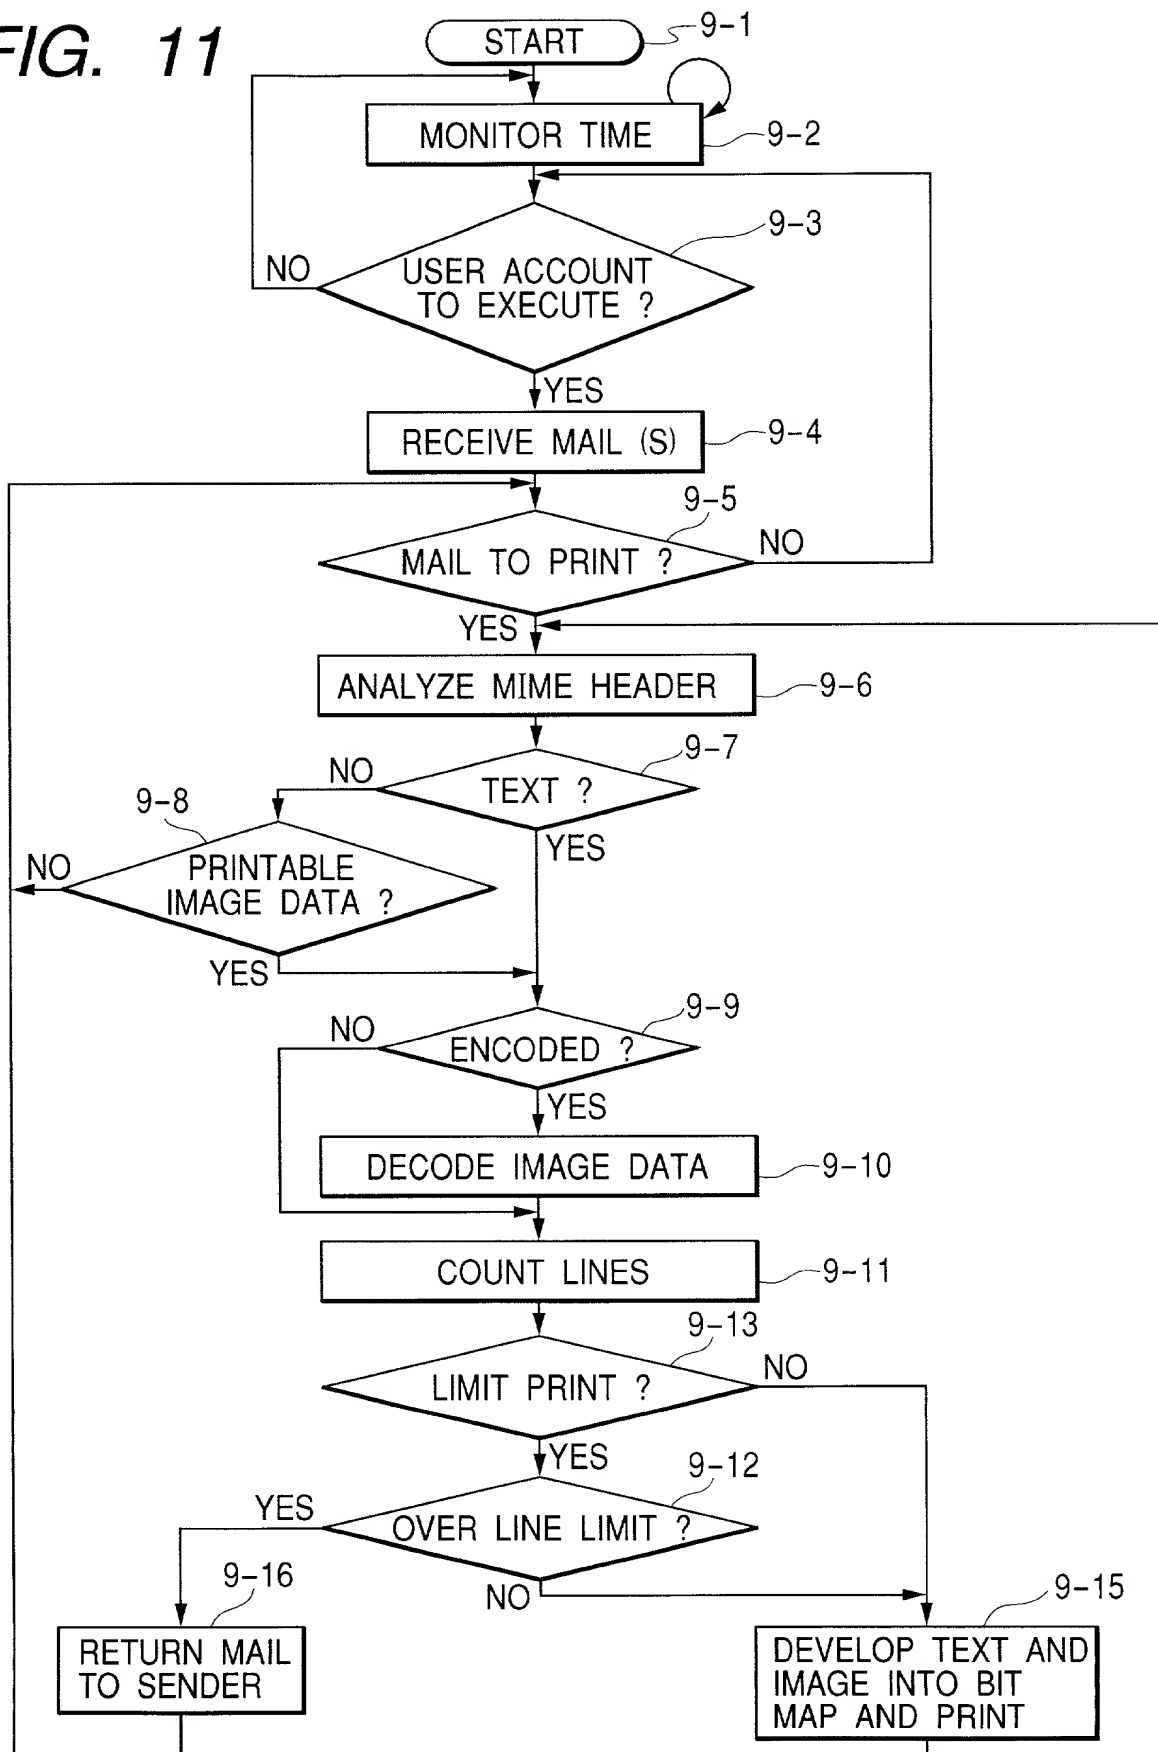 FIG. 11
START
9-1
MONITOR TIME
9-2
9-3
NO
USER ACCOUNT
TO EXECUTE ?
YES
RECEIVE MAIL (S)
9-4
9-5
MAIL TO PRINT ?
NO
YES
ANALYZE MIME HEADER
9-6
9-7
NO
TEXT ?
9-8
YES
NO
PRINTABLE
IMAGE DATA ?
YES
9-9
NO
ENCODED ?
YES
DECODE IMAGE DATA
9-10
COUNT LINES
9-11
9-13
LIMIT PRINT ?
NO
YES
9-12
YES
OVER LINE LIMIT ?
NO
9-16
9-15
RETURN MAIL
TO SENDER
DEVELOP TEXT AND
IMAGE INTO BIT
MAP AND PRINT